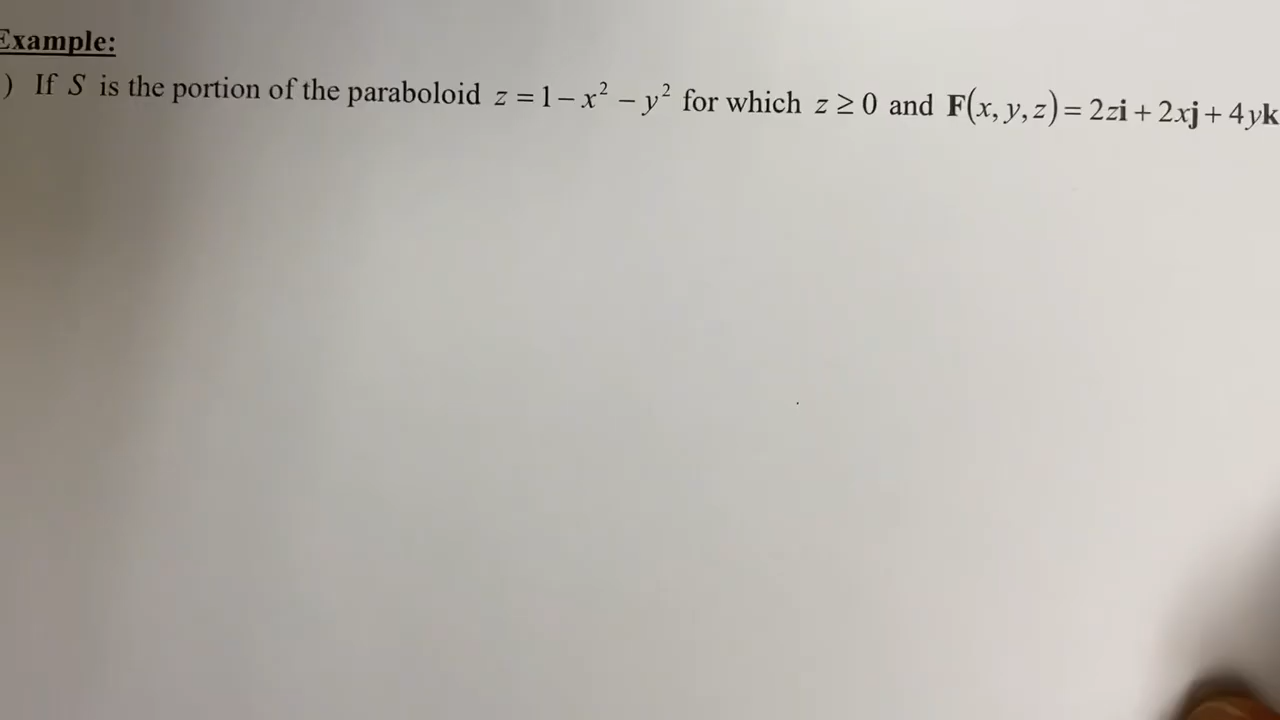 Example:
) If S is the portion of the paraboloid z = 1 − x² − y² for which z ≥ 0 and F(x, y, z) = 2zi + 2xj + 4yk